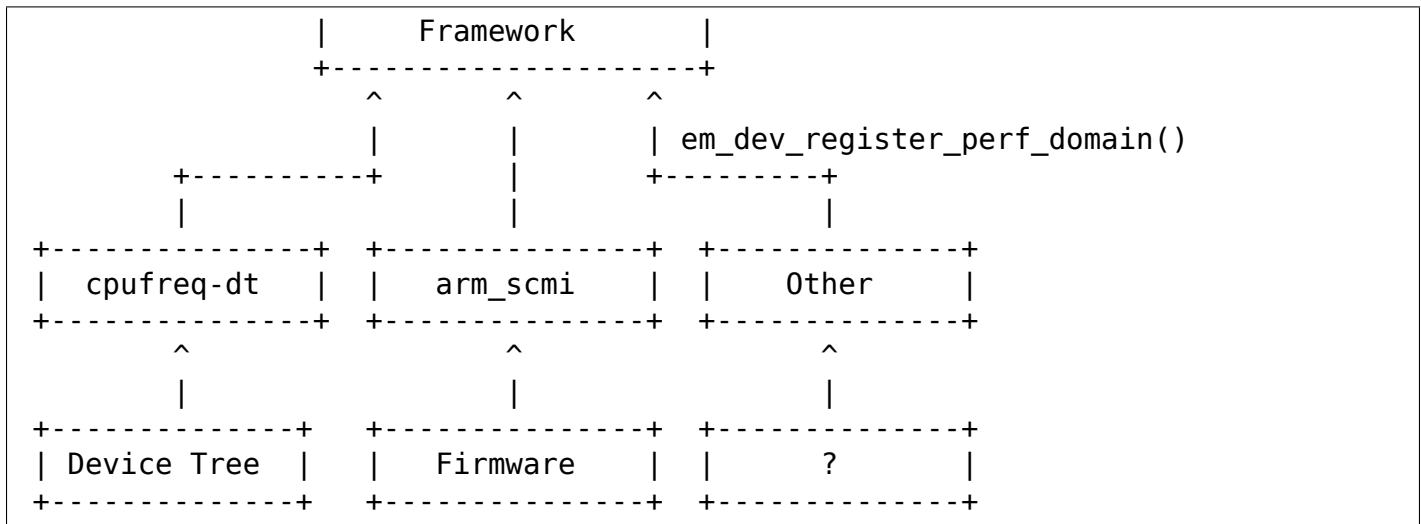 |     Framework       |
+---------------------+
^       ^       ^
|       |       | em_dev_register_perf_domain()
+----------+       |       +---------+
|                  |                 |
+---------------+  +---------------+  +--------------+
|  cpufreq-dt   |  |   arm_scmi    |  |    Other     |
+---------------+  +---------------+  +--------------+
^                  ^                 ^
|                  |                 |
+--------------+   +---------------+  +--------------+
| Device Tree  |   |   Firmware    |  |      ?       |
+--------------+   +---------------+  +--------------+